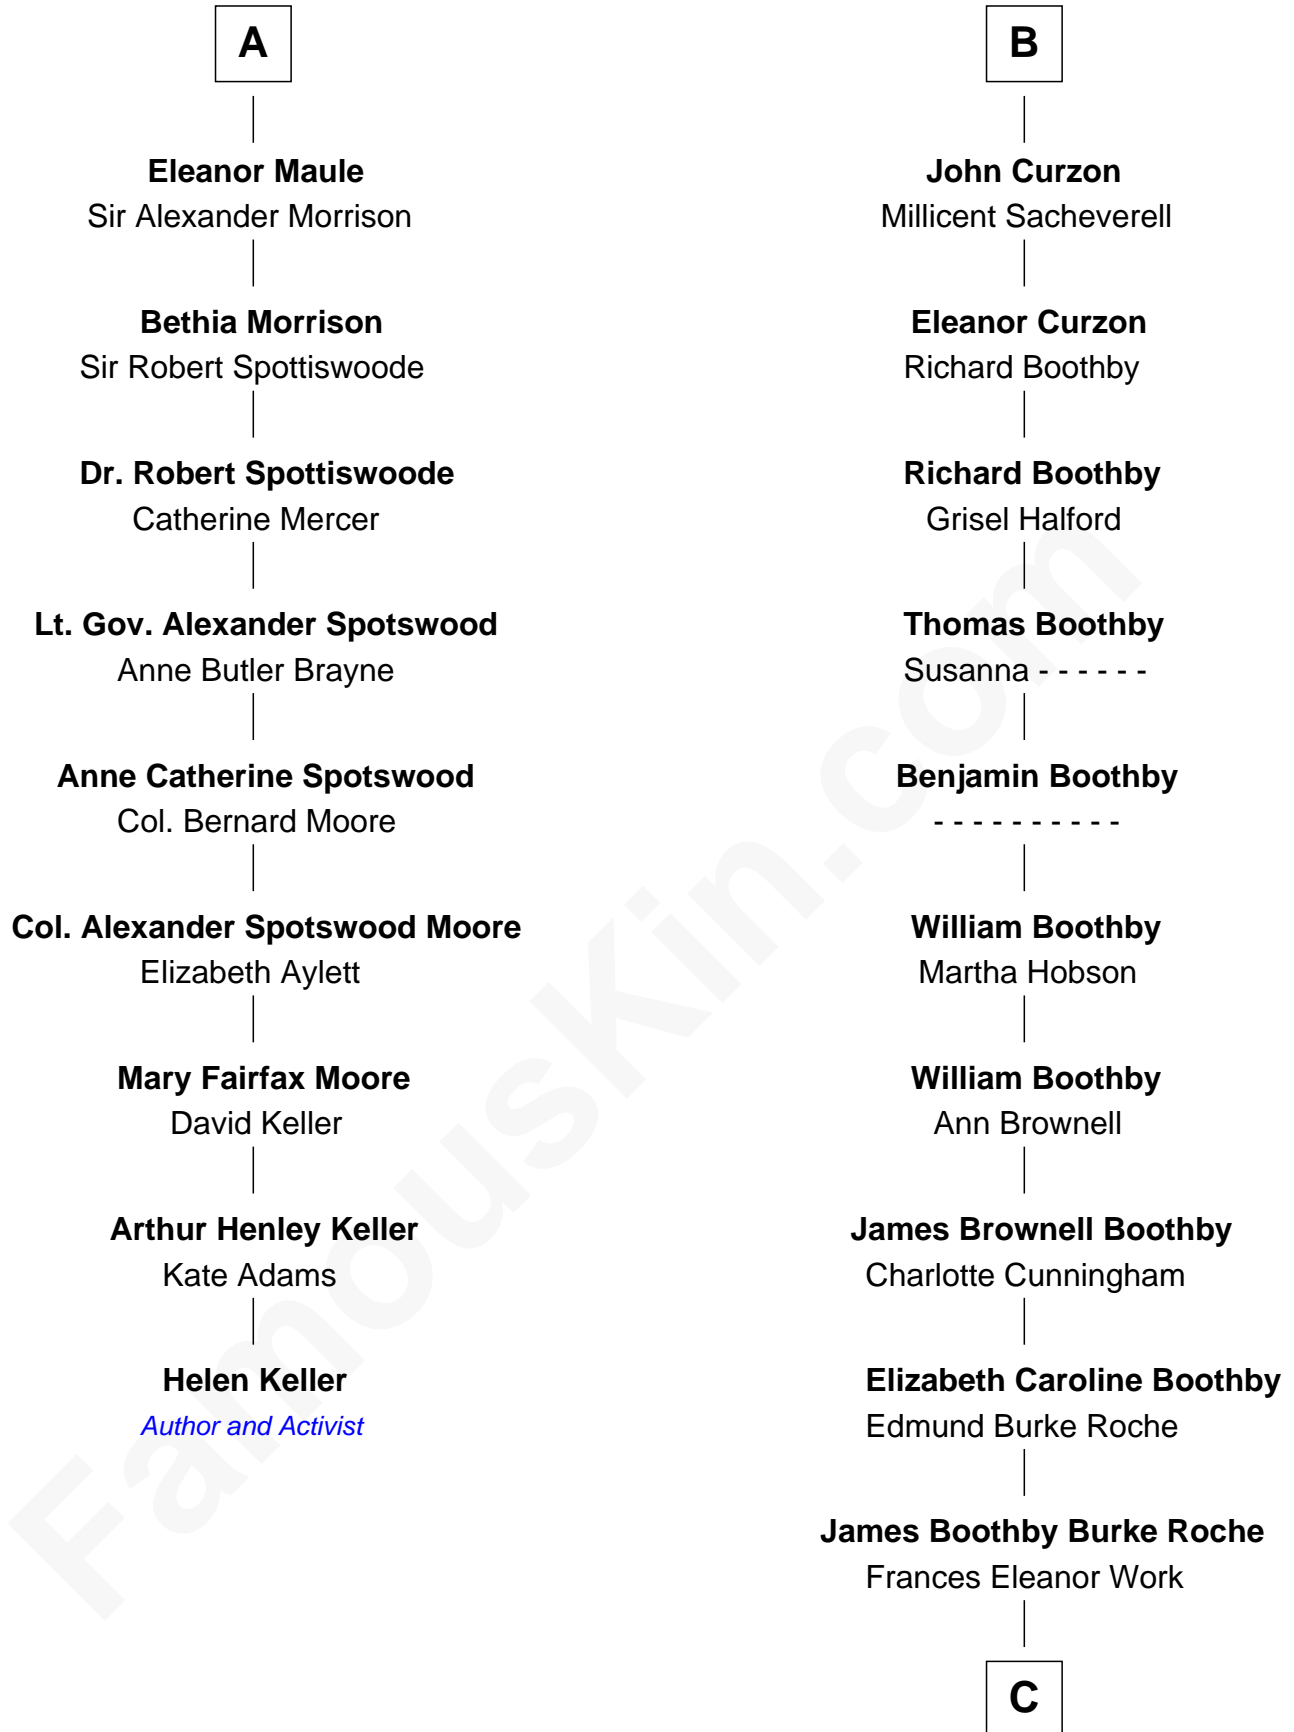 A
Eleanor Maule
Sir Alexander Morrison
Bethia Morrison
Sir Robert Spottiswoode
Dr. Robert Spottiswoode
Catherine Mercer
Lt. Gov. Alexander Spotswood
Anne Butler Brayne
Anne Catherine Spotswood
Col. Bernard Moore
Col. Alexander Spotswood Moore
Elizabeth Aylett
Mary Fairfax Moore
David Keller
Arthur Henley Keller
Kate Adams
Helen Keller
Author and Activist
B
John Curzon
Millicent Sacheverell
Eleanor Curzon
Richard Boothby
Richard Boothby
Grisel Halford
Thomas Boothby
Susanna - - - - - -
Benjamin Boothby
- - - - - - - - - -
William Boothby
Martha Hobson
William Boothby
Ann Brownell
James Brownell Boothby
Charlotte Cunningham
Elizabeth Caroline Boothby
Edmund Burke Roche
James Boothby Burke Roche
Frances Eleanor Work
C
FamousKin.com